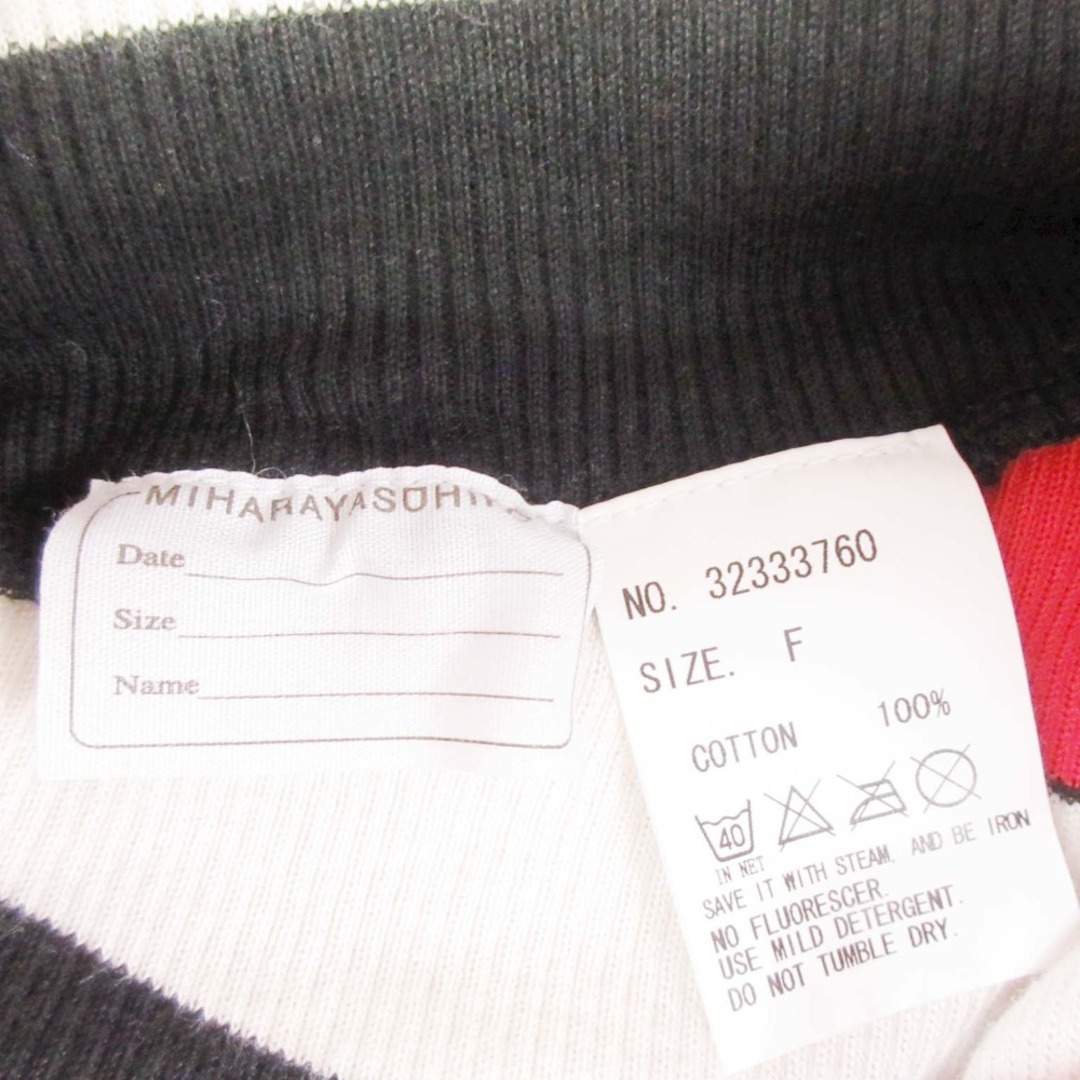 MIHARAYASUHI
Date
Size
Name
NO. 32333760
SIZE. F
COTTON 100%
40
IN NET
SAVE IT WITH STEAM, AND BE IRON
NO FLUORESCER.
USE MILD DETERGENT.
DO NOT TUMBLE DRY.